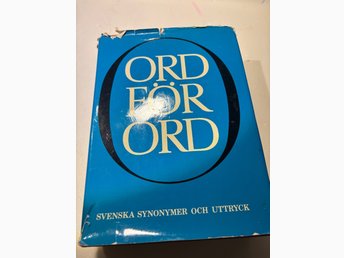 ORD
FÖR
ORD
SVENSKA SYNONYMER OCH UTTRYCK